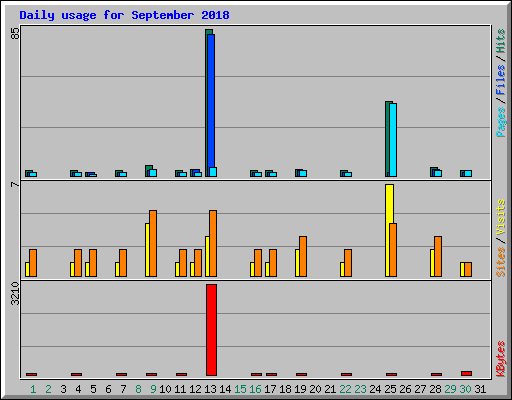 Daily usage for September 2018
85
Pages / Files / Hits
7
Sites / Visits
3210
KBytes
1 2 3 4 5 6 7 8 9 10 11 12 13 14 15 16 17 18 19 20 21 22 23 24 25 26 27 28 29 30 31